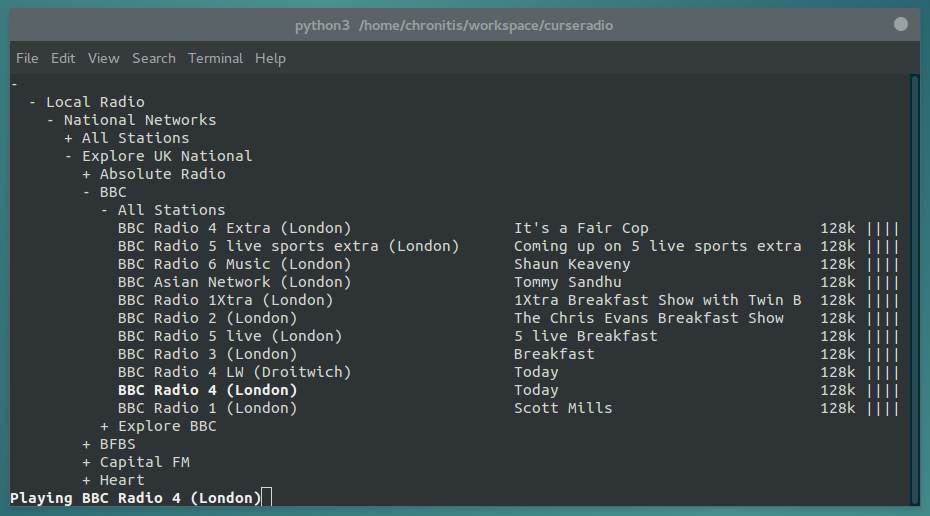 python3 /home/chronitis/workspace/curseradio
File Edit View Search Terminal Help
-
- Local Radio
- National Networks
+ All Stations
- Explore UK National
+ Absolute Radio
- BBC
- All Stations
BBC Radio 4 Extra (London) It's a Fair Cop 128k ||||
BBC Radio 5 live sports extra (London) Coming up on 5 live sports extra 128k ||||
BBC Radio 6 Music (London) Shaun Keaveny 128k ||||
BBC Asian Network (London) Tommy Sandhu 128k ||||
BBC Radio 1Xtra (London) 1Xtra Breakfast Show with Twin B 128k ||||
BBC Radio 2 (London) The Chris Evans Breakfast Show 128k ||||
BBC Radio 5 live (London) 5 live Breakfast 128k ||||
BBC Radio 3 (London) Breakfast 128k ||||
BBC Radio 4 LW (Droitwich) Today 128k ||||
BBC Radio 4 (London) Today 128k ||||
BBC Radio 1 (London) Scott Mills 128k ||||
+ Explore BBC
+ BFBS
+ Capital FM
+ Heart
Playing BBC Radio 4 (London)